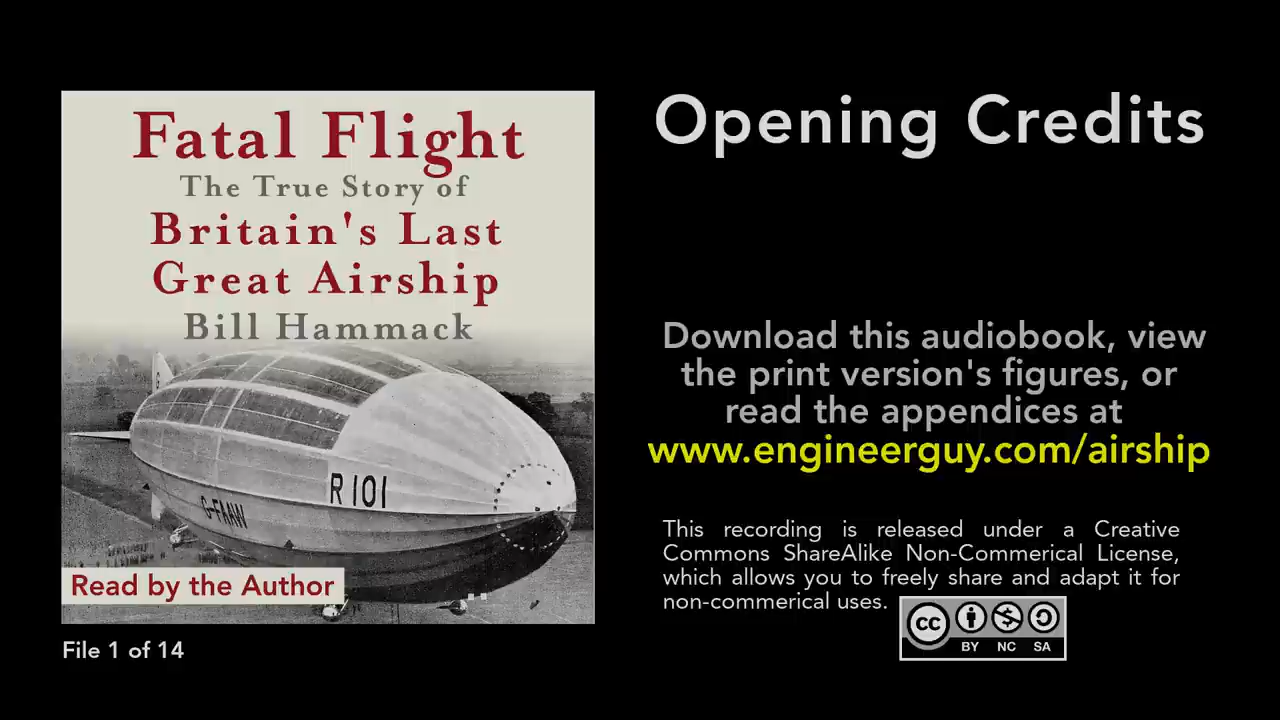 Fatal Flight
The True Story of
Britain's Last
Great Airship
Bill Hammack
R101
G-FAAW
Read by the Author
File 1 of 14
Opening Credits
Download this audiobook, view
the print version's figures, or
read the appendices at
www.engineerguy.com/airship
This recording is released under a Creative
Commons ShareAlike Non-Commerical License,
which allows you to freely share and adapt it for
non-commerical uses.
cc
BY NC SA